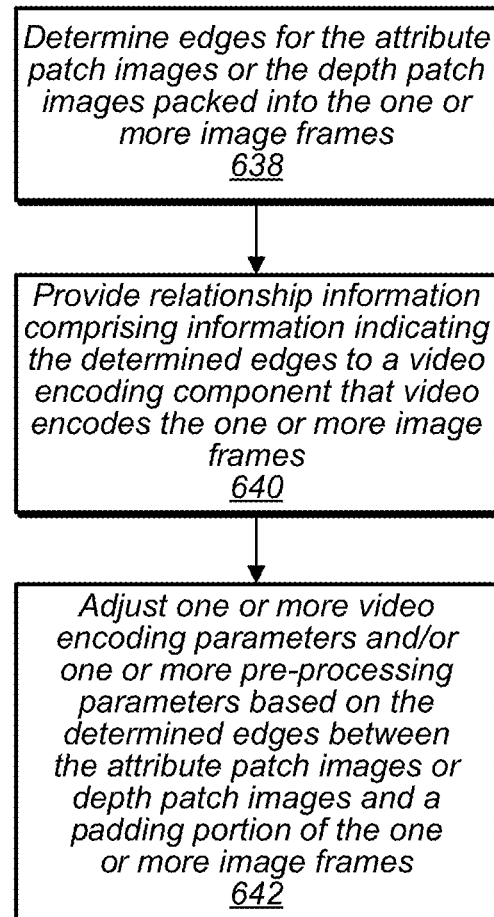 Determine edges for the attribute
patch images or the depth patch
images packed into the one or
more image frames
638
Provide relationship information
comprising information indicating
the determined edges to a video
encoding component that video
encodes the one or more image
frames
640
Adjust one or more video
encoding parameters and/or
one or more pre-processing
parameters based on the
determined edges between
the attribute patch images or
depth patch images and a
padding portion of the one
or more image frames
642